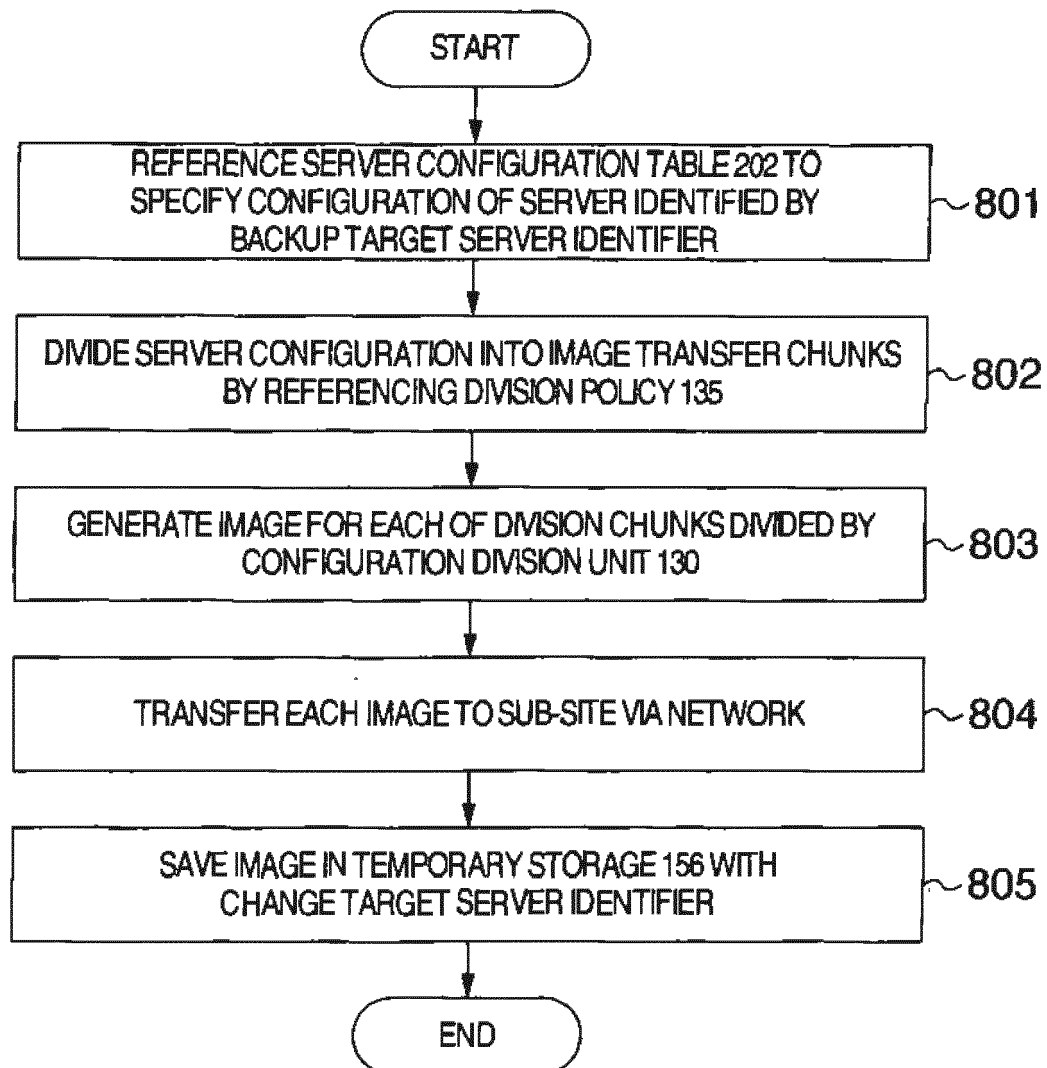 START
REFERENCE SERVER CONFIGURATION TABLE 202 TO
SPECIFY CONFIGURATION OF SERVER IDENTIFIED BY
BACKUP TARGET SERVER IDENTIFIER
801
DIVIDE SERVER CONFIGURATION INTO IMAGE TRANSFER CHUNKS
BY REFERENCING DIVISION POLICY 135
802
GENERATE IMAGE FOR EACH OF DIVISION CHUNKS DIVIDED BY
CONFIGURATION DIVISION UNIT 130
803
TRANSFER EACH IMAGE TO SUB-SITE VIA NETWORK
804
SAVE IMAGE IN TEMPORARY STORAGE 156 WITH
CHANGE TARGET SERVER IDENTIFIER
805
END